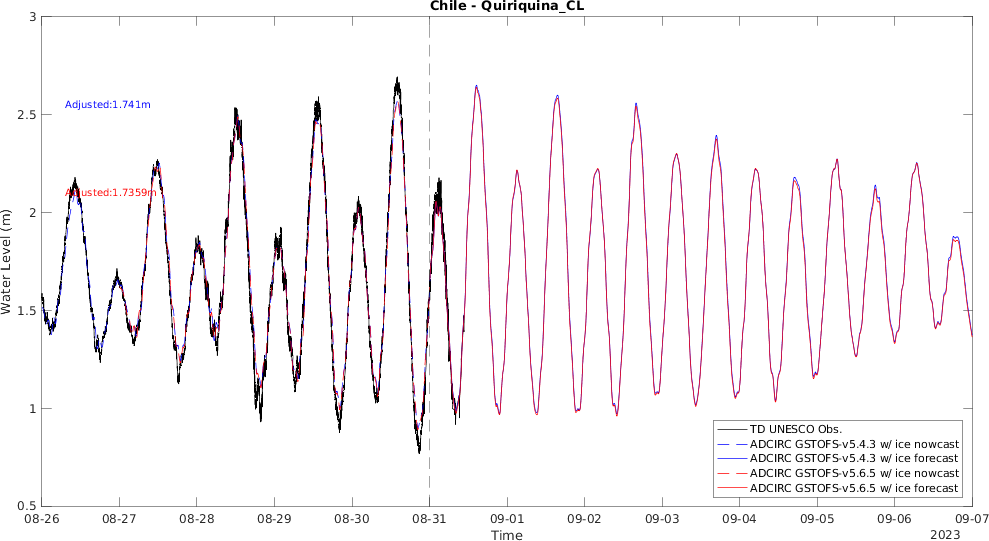 Chile - Quiriquina_CL
3
2.5
2
1.5
1
0.5
Water Level (m)
Adjusted:1.741m
Adjusted:1.7359m
TD UNESCO Obs.
ADCIRC GSTOFS-v5.4.3 w/ ice nowcast
ADCIRC GSTOFS-v5.4.3 w/ ice forecast
ADCIRC GSTOFS-v5.6.5 w/ ice nowcast
ADCIRC GSTOFS-v5.6.5 w/ ice forecast
08-26 08-27 08-28 08-29 08-30 08-31 09-01 09-02 09-03 09-04 09-05 09-06 09-07
Time
2023